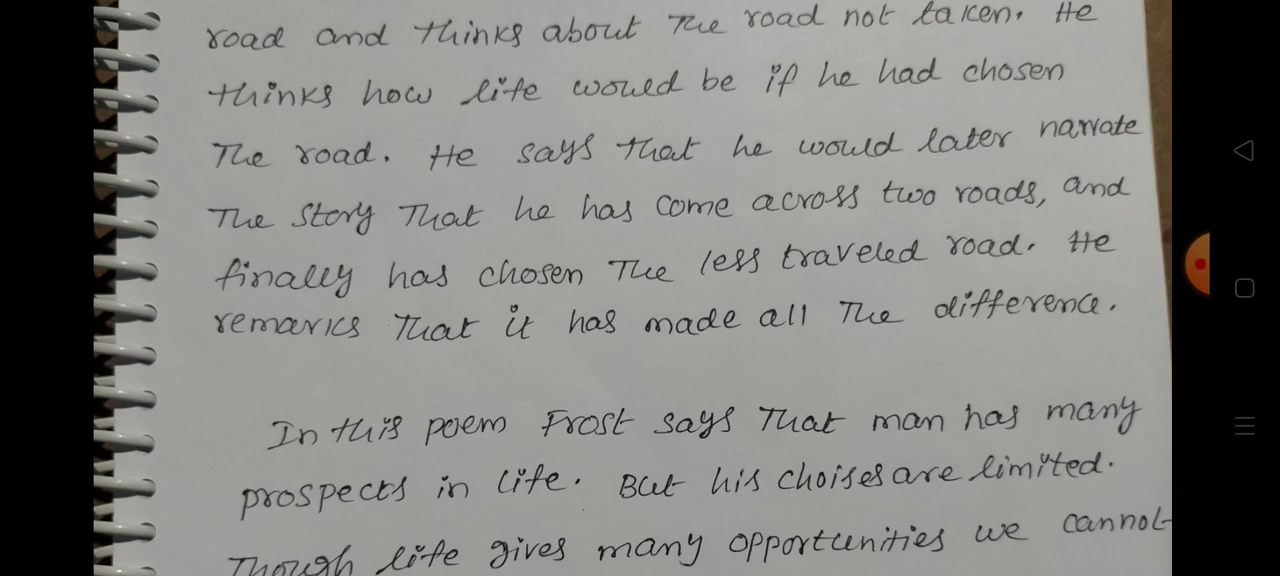 road and thinks about The road not taken. He
thinks how life would be if he had chosen
The road. He says that he would later narrate
The story That he has come across two roads, and
finally has chosen The less traveled road. He
remarks That it has made all The difference.
In this poem Frost says That man has many
prospects in life. But his choises are limited.
Though life gives many opportunities we cannot